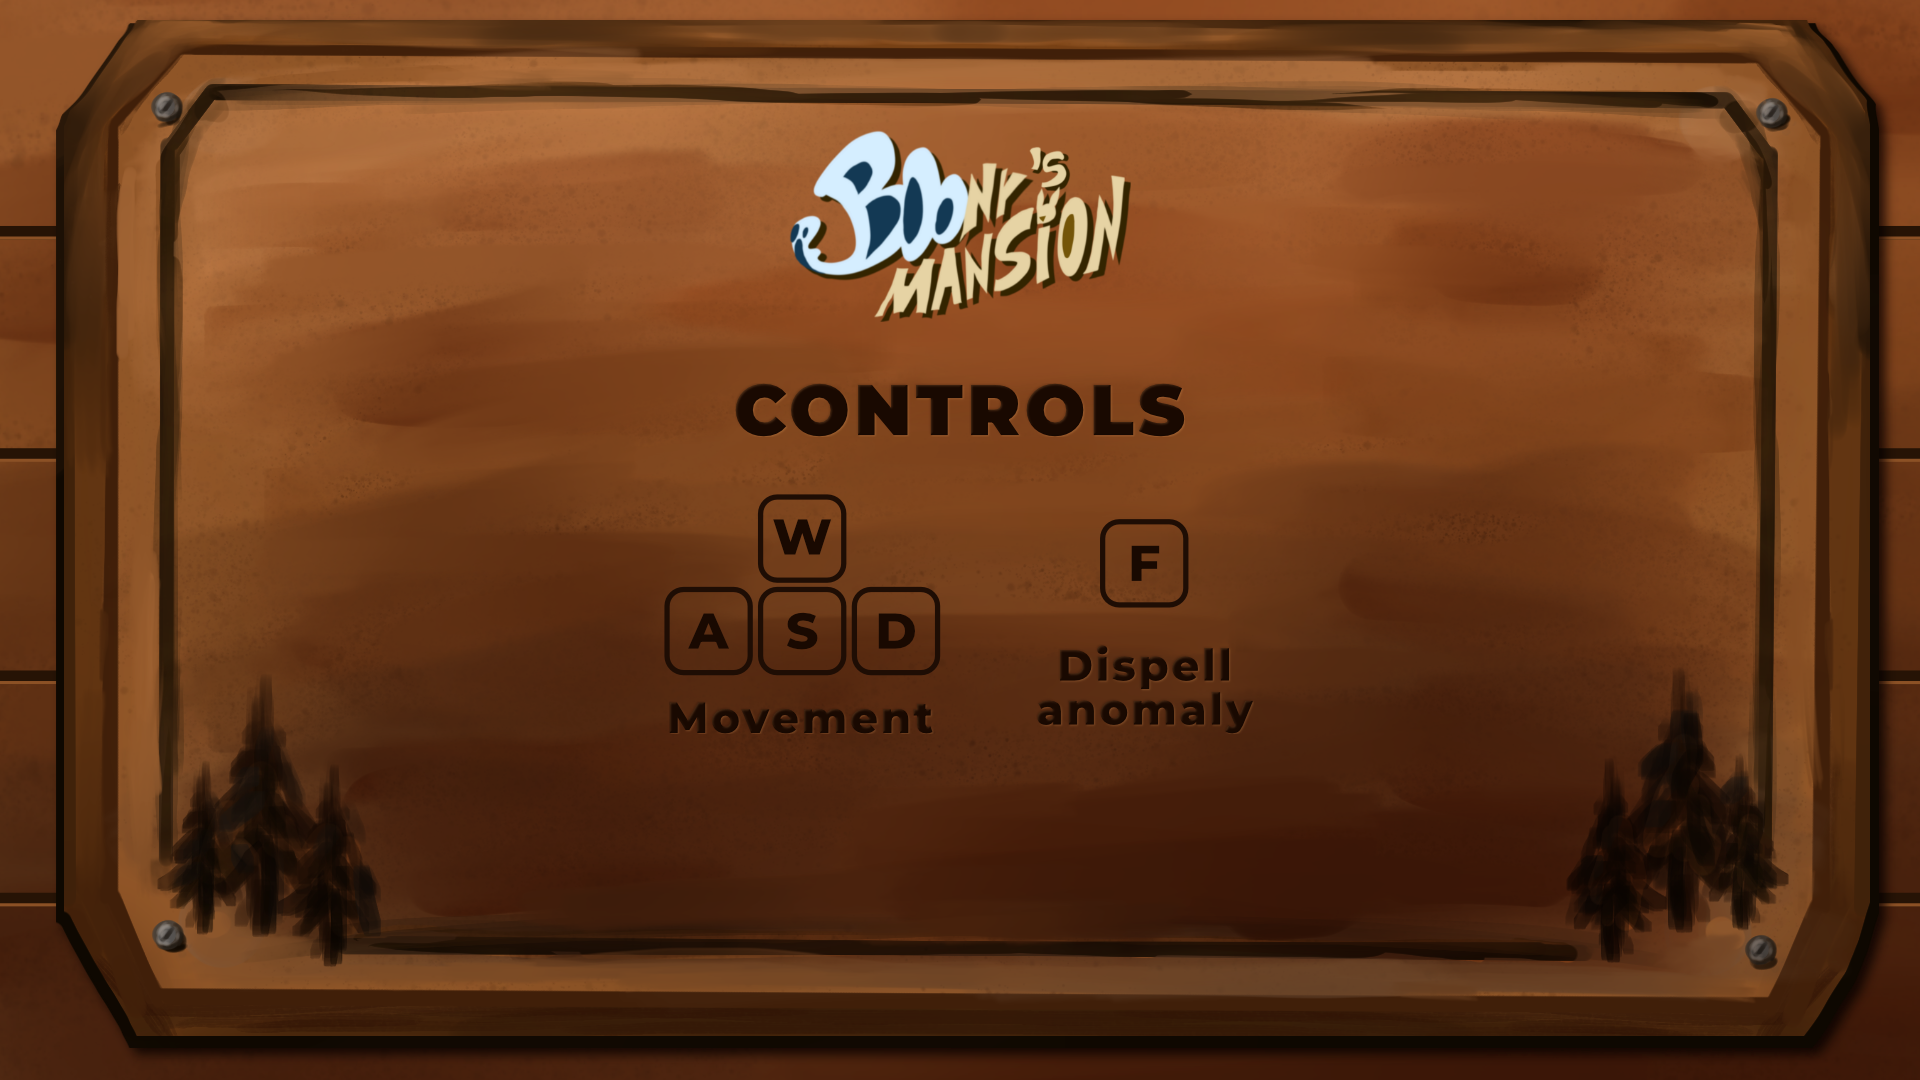 BOONY'S
MANSION
CONTROLS
W
F
A S D
Dispell
anomaly
Movement